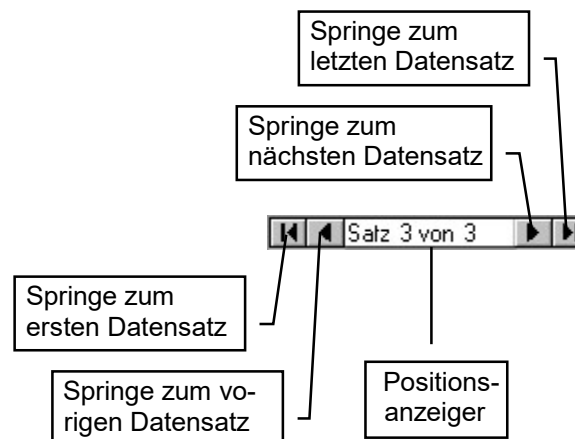 Springe zum
letzten Datensatz
Springe zum
nächsten Datensatz
Satz 3 von 3
Springe zum
ersten Datensatz
Springe zum vo-
rigen Datensatz
Positions-
anzeiger